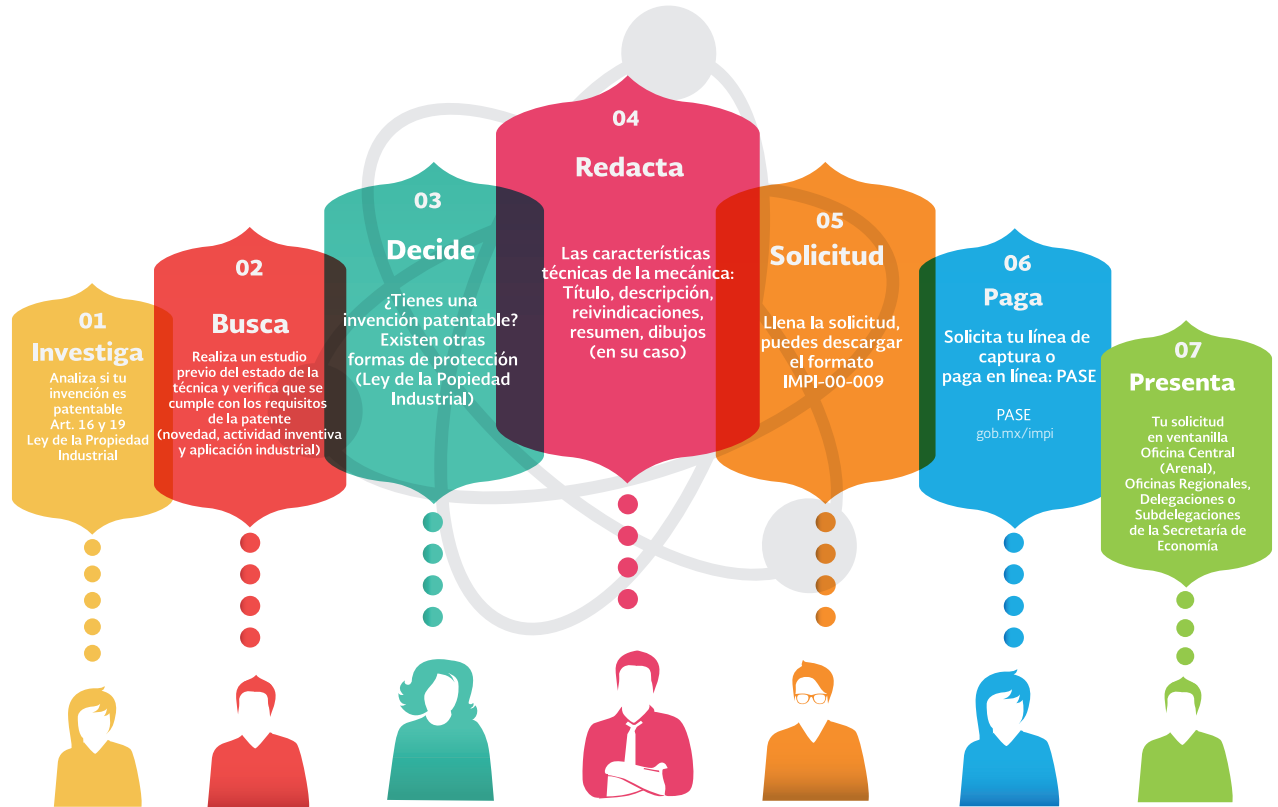 01
Investiga
Analiza si tu
invención es
patentable
Art. 16 y 19
Ley de la Propiedad
Industrial
02
Busca
Realiza un estudio
previo del estado de la
técnica y verifica que se
cumple con los requisitos
de la patente
(novedad, actividad inventiva
y aplicación industrial)
03
Decide
¿Tienes una
invención patentable?
Existen otras
formas de protección
(Ley de la Popiedad
Industrial)
04
Redacta
Las características
técnicas de la mecánica:
Título, descripción,
reivindicaciones,
resumen, dibujos
(en su caso)
05
Solicitud
Llena la solicitud,
puedes descargar
el formato
IMPI-00-009
06
Paga
Solicita tu línea de
captura o
paga en línea: PASE
PASE
gob.mx/impi
07
Presenta
Tu solicitud
en ventanilla
Oficina Central
(Arenal),
Oficinas Regionales,
Delegaciones o
Subdelegaciones
de la Secretaría de
Economía